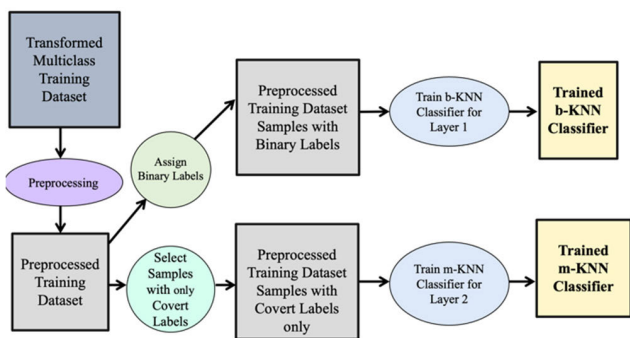 Transformed
Multiclass
Training
Dataset
Preprocessing
Preprocessed
Training
Dataset
Assign
Binary Labels
Select
Samples
with only
Covert
Labels
Preprocessed
Training Dataset
Samples with
Binary Labels
Preprocessed
Training Dataset
Samples with
Covert Labels
only
Train b-KNN
Classifier for
Layer 1
Train m-KNN
Classifier for
Layer 2
Trained
b-KNN
Classifier
Trained
m-KNN
Classifier